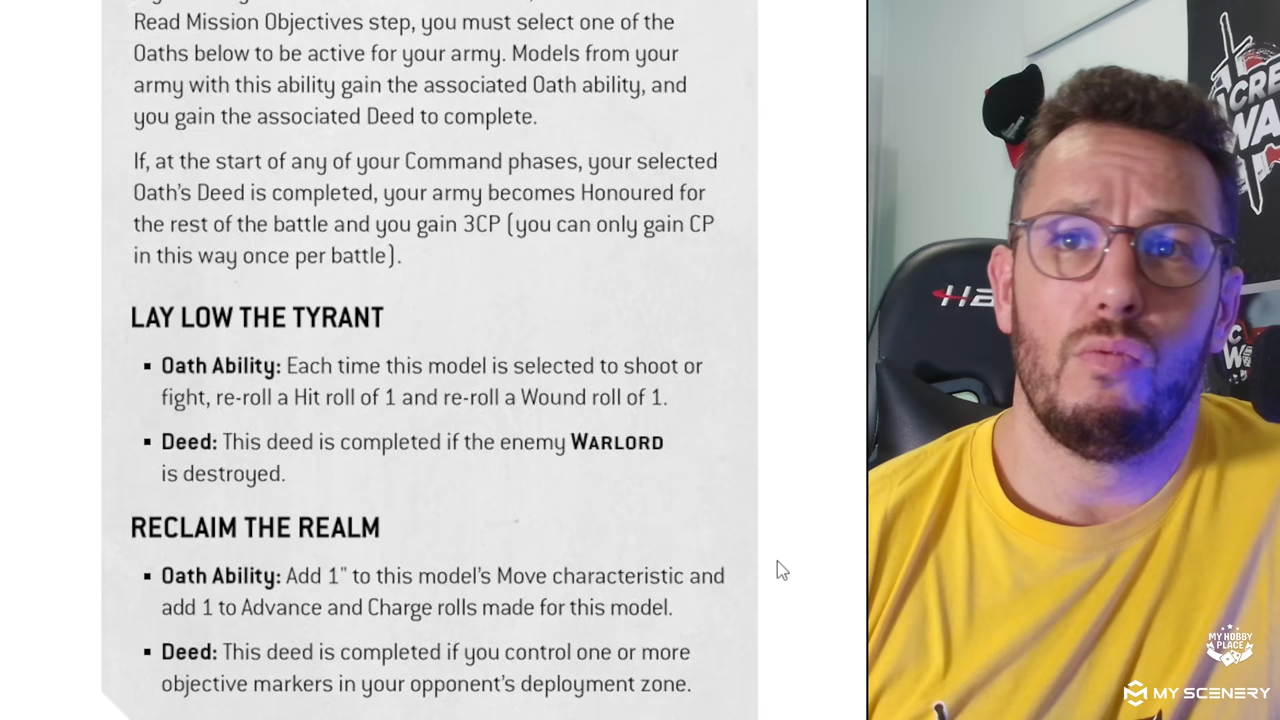 Read Mission Objectives step, you must select one of the
Oaths below to be active for your army. Models from your
army with this ability gain the associated Oath ability, and
you gain the associated Deed to complete.
If, at the start of any of your Command phases, your selected
Oath's Deed is completed, your army becomes Honoured for
the rest of the battle and you gain 3CP (you can only gain CP
in this way once per battle).
LAY LOW THE TYRANT
▪ Oath Ability: Each time this model is selected to shoot or
fight, re-roll a Hit roll of 1 and re-roll a Wound roll of 1.
▪ Deed: This deed is completed if the enemy WARLORD
is destroyed.
RECLAIM THE REALM
▪ Oath Ability: Add 1" to this model's Move characteristic and
add 1 to Advance and Charge rolls made for this model.
▪ Deed: This deed is completed if you control one or more
objective markers in your opponent's deployment zone.
MY HOBBY
PLACE
MY SCENERY